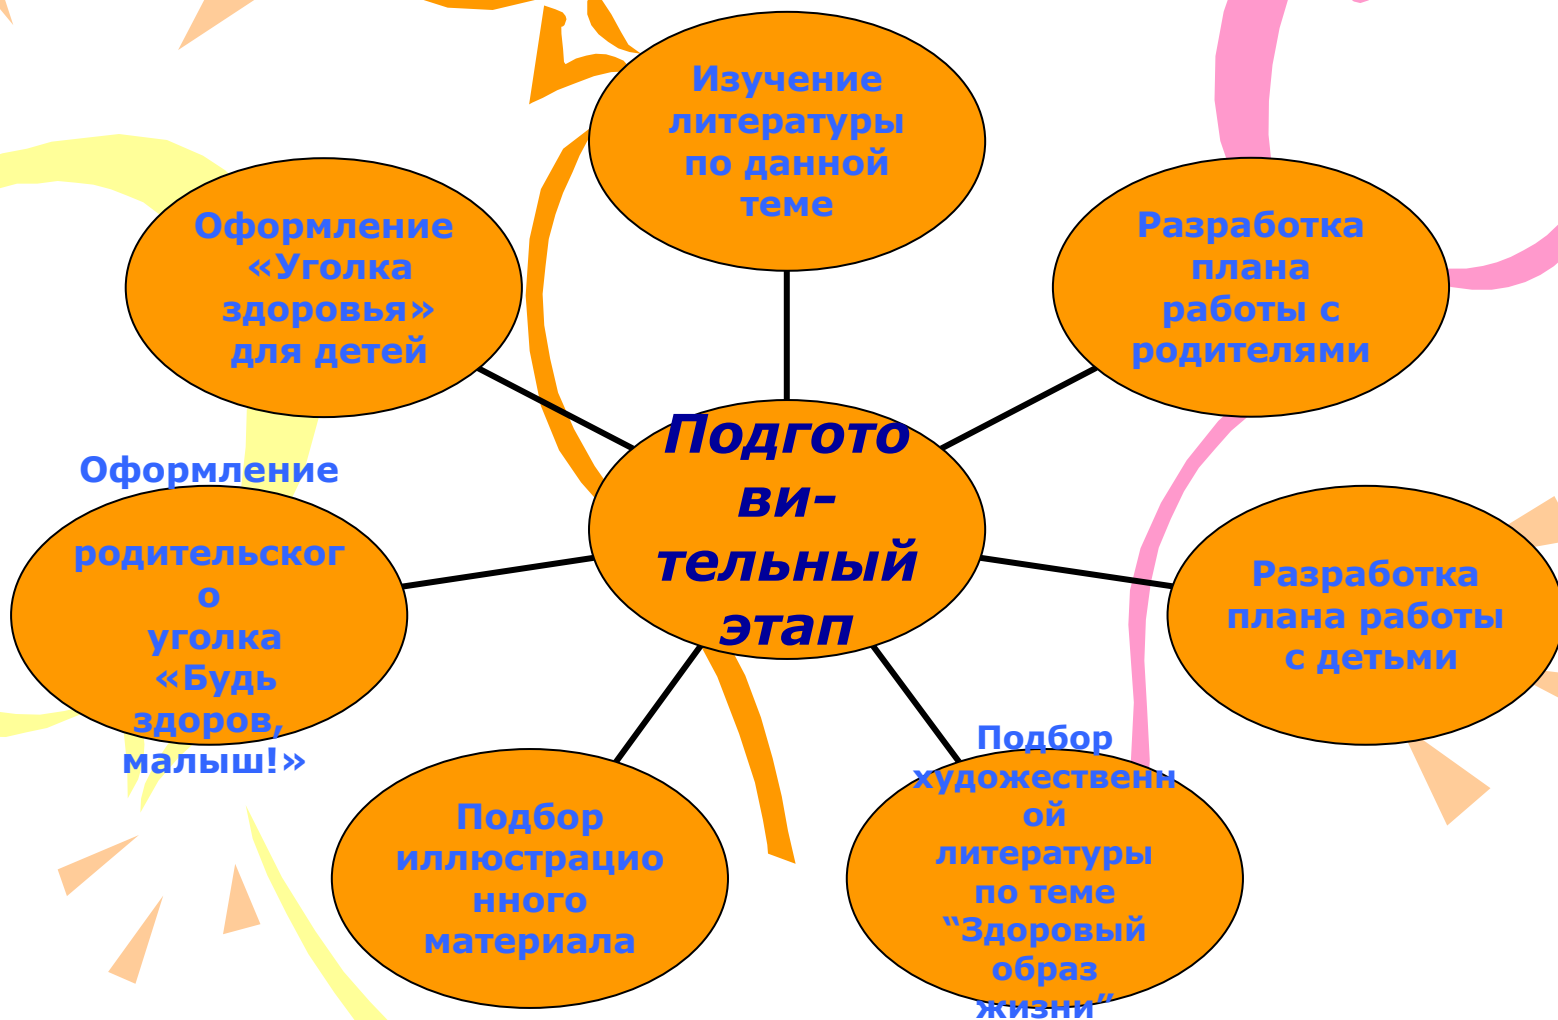 Изучение
литературы
по данной
теме
Оформление
«Уголка
здоровья»
для детей
Разработка
плана
работы с
родителями
Подгото
ви-
тельный
этап
Оформление
родительског
о
уголка
«Будь
здоров,
малыш!»
Разработка
плана работы
с детьми
Подбор
иллюстрацио
нного
материала
Подбор
художественн
ой
литературы
по теме
“Здоровый
образ
жизни”